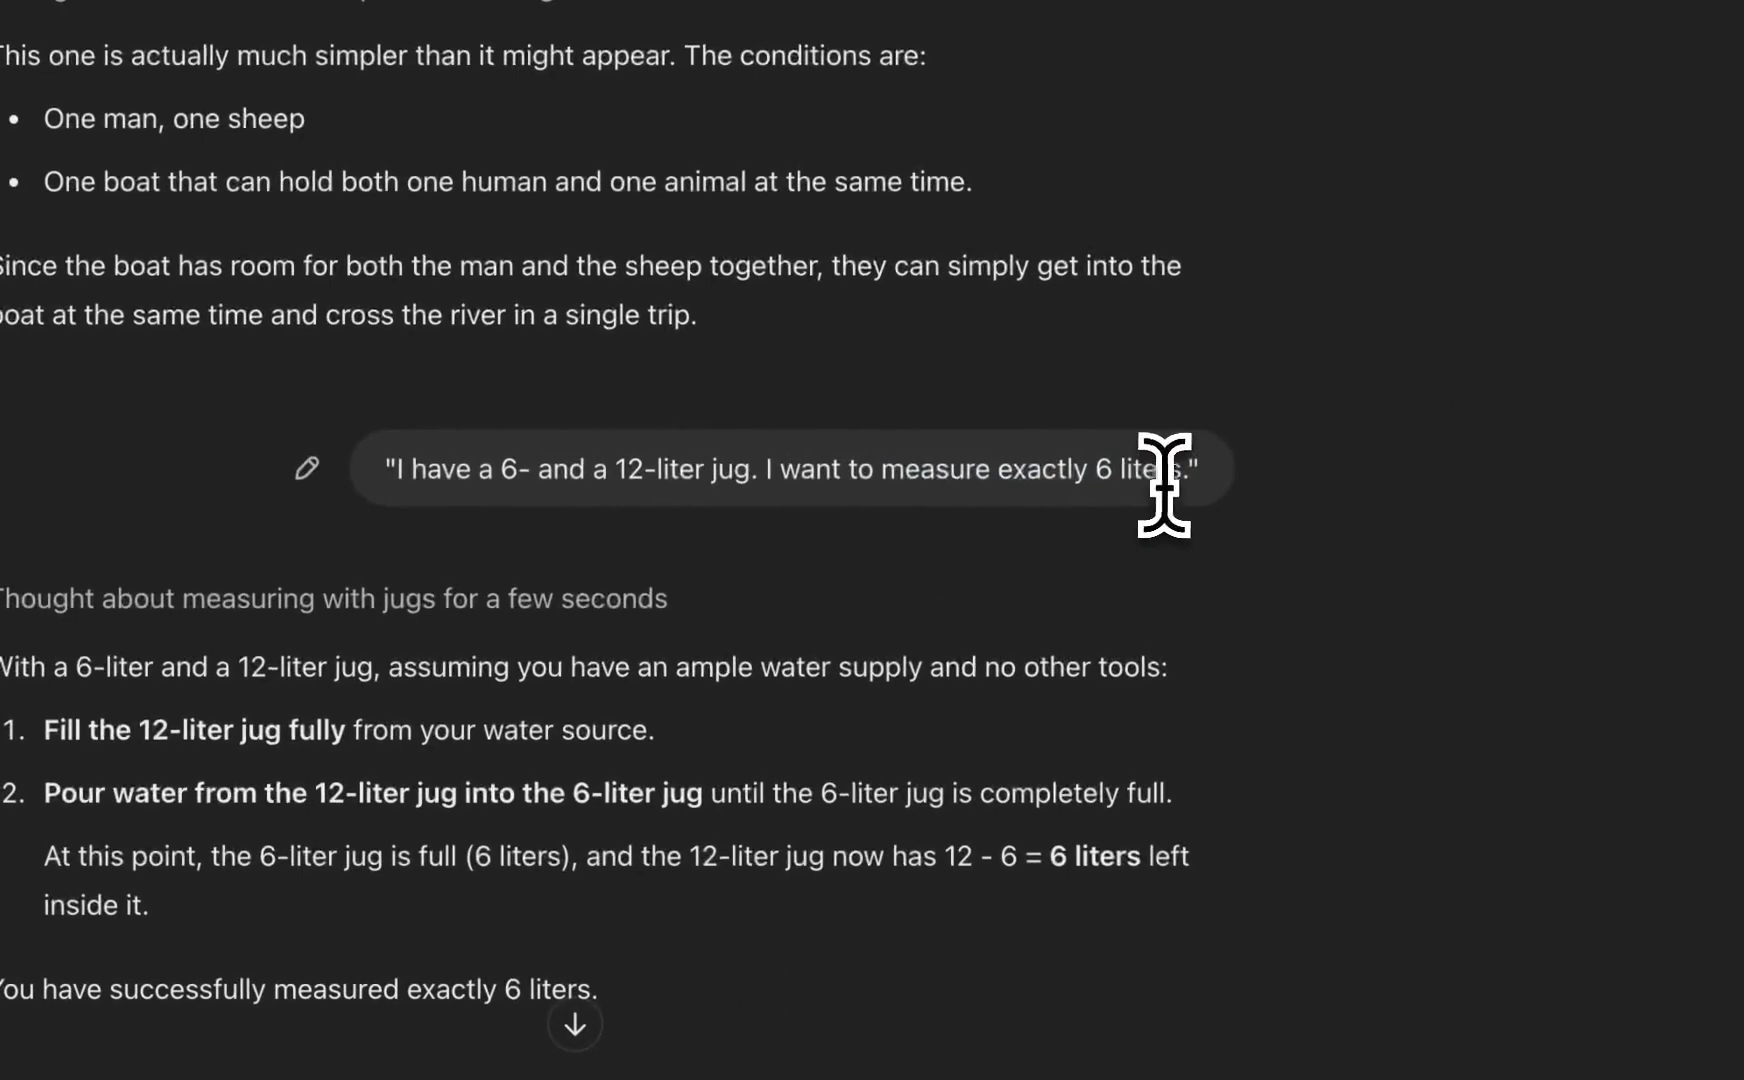 This one is actually much simpler than it might appear. The conditions are:
• One man, one sheep
• One boat that can hold both one human and one animal at the same time.
Since the boat has room for both the man and the sheep together, they can simply get into the
boat at the same time and cross the river in a single trip.
"I have a 6- and a 12-liter jug. I want to measure exactly 6 liters."
Thought about measuring with jugs for a few seconds
With a 6-liter and a 12-liter jug, assuming you have an ample water supply and no other tools:
1. Fill the 12-liter jug fully from your water source.
2. Pour water from the 12-liter jug into the 6-liter jug until the 6-liter jug is completely full.
At this point, the 6-liter jug is full (6 liters), and the 12-liter jug now has 12 - 6 = 6 liters left
inside it.
You have successfully measured exactly 6 liters.